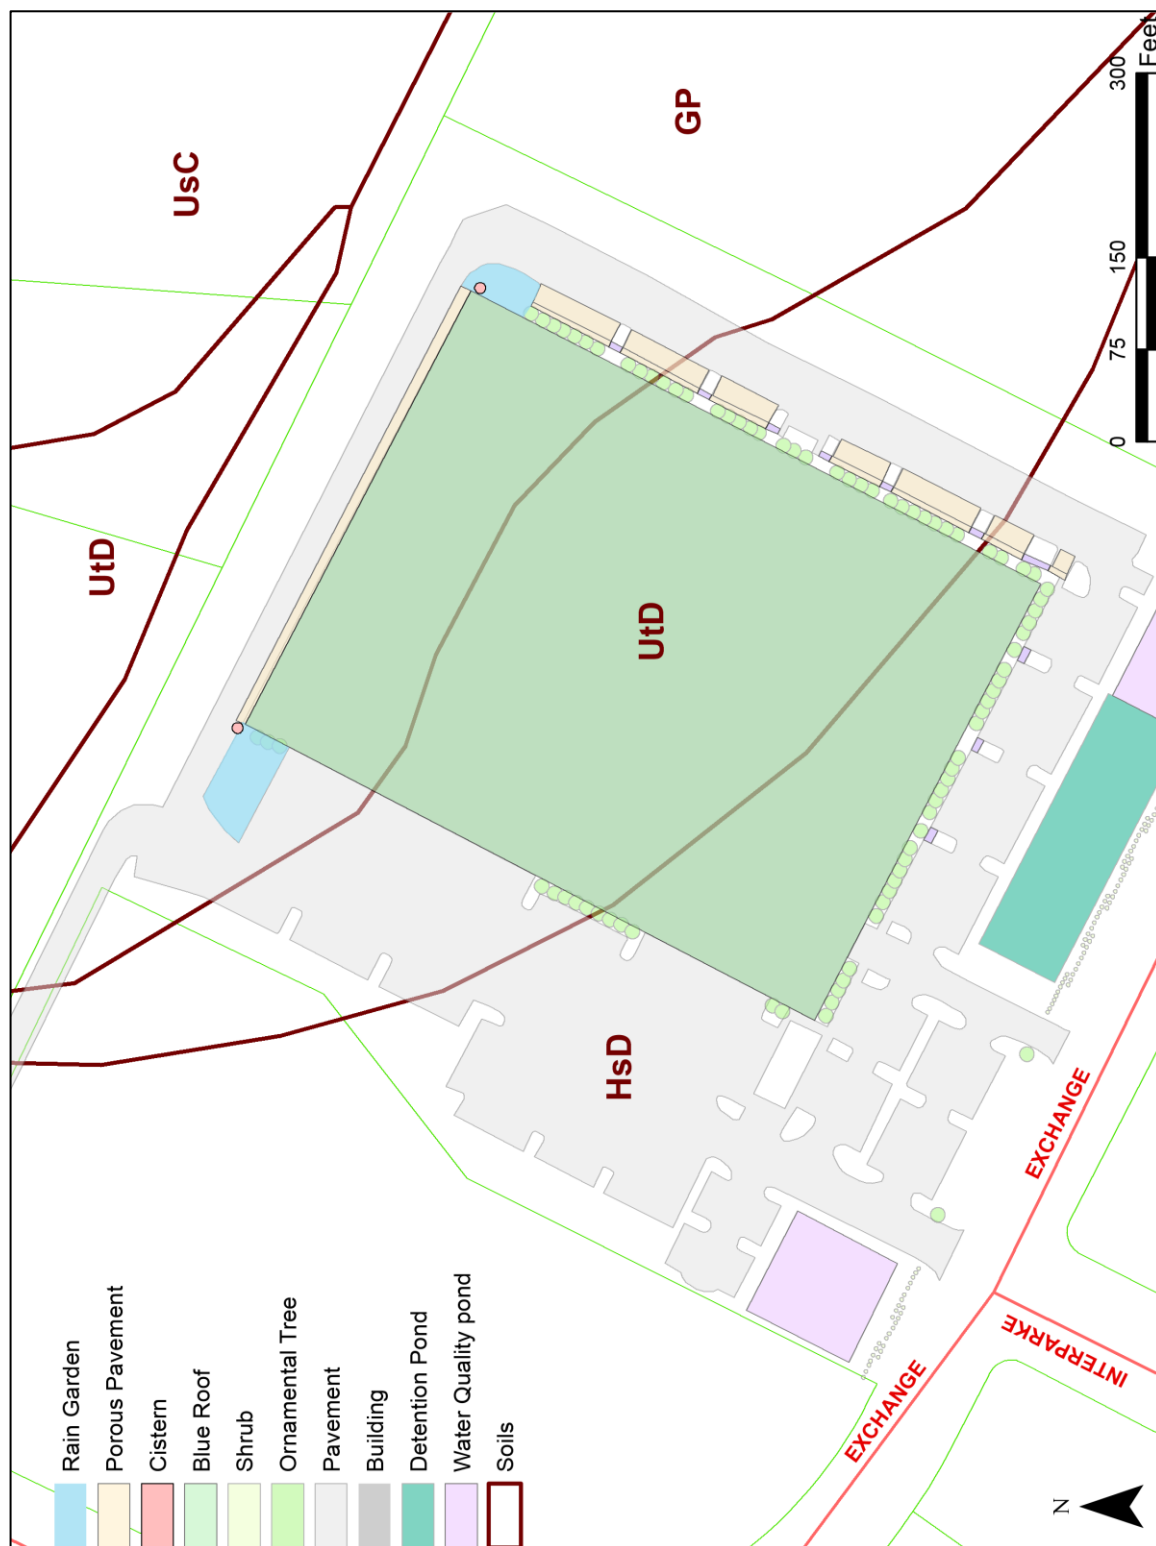 UsC
GP
UtD
UtD
HsD
Rain Garden
Porous Pavement
Cistern
Blue Roof
Shrub
Ornamental Tree
Pavement
Building
Detention Pond
Water Quality pond
Soils
EXCHANGE
EXCHANGE
INTERPARKE
N
0 75 150 300
Feet